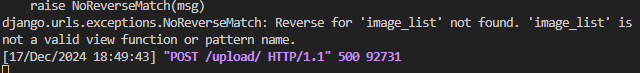 raise NoReverseMatch(msg)
django.urls.exceptions.NoReverseMatch: Reverse for 'image_list' not found. 'image_list' is
not a valid view function or pattern name.
[17/Dec/2024 18:49:43] "POST /upload/ HTTP/1.1" 500 92731